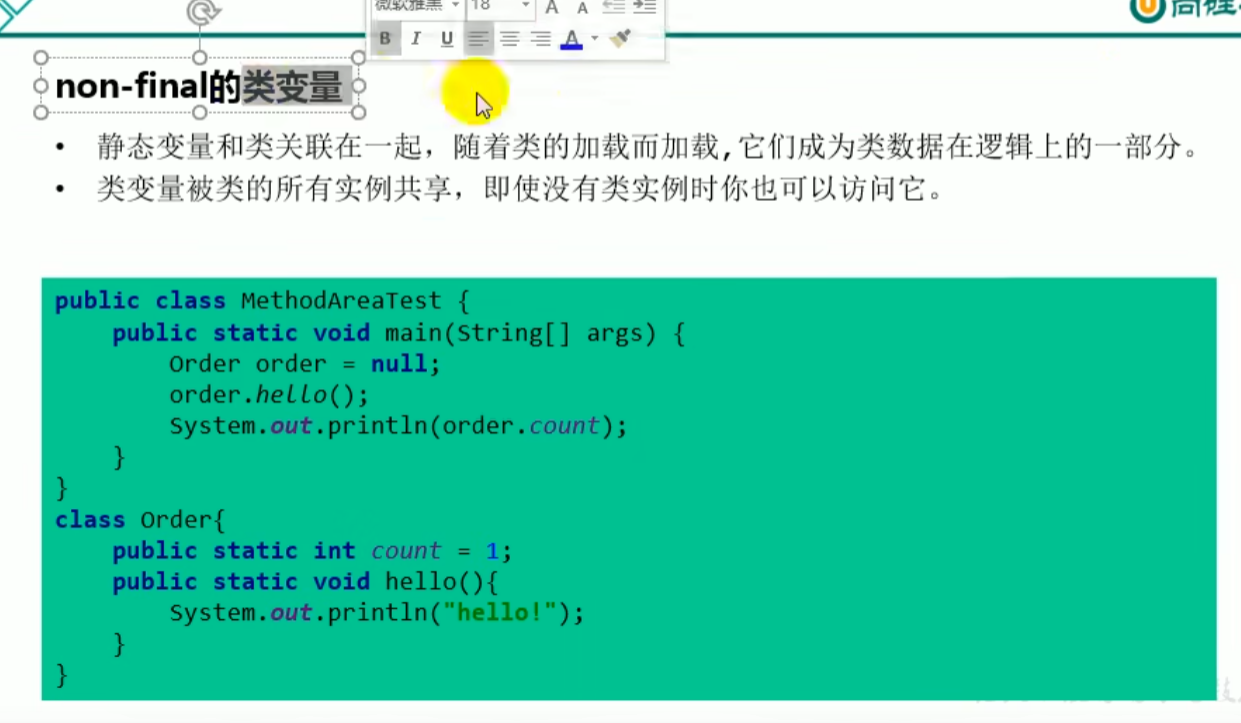 微软雅黑 18 A A
B I U A
尚硅
non-final的类变量
• 静态变量和类关联在一起，随着类的加载而加载,它们成为类数据在逻辑上的一部分。
• 类变量被类的所有实例共享，即使没有类实例时你也可以访问它。
public class MethodAreaTest {
    public static void main(String[] args) {
        Order order = null;
        order.hello();
        System.out.println(order.count);
    }
}
class Order{
    public static int count = 1;
    public static void hello(){
        System.out.println("hello!");
    }
}